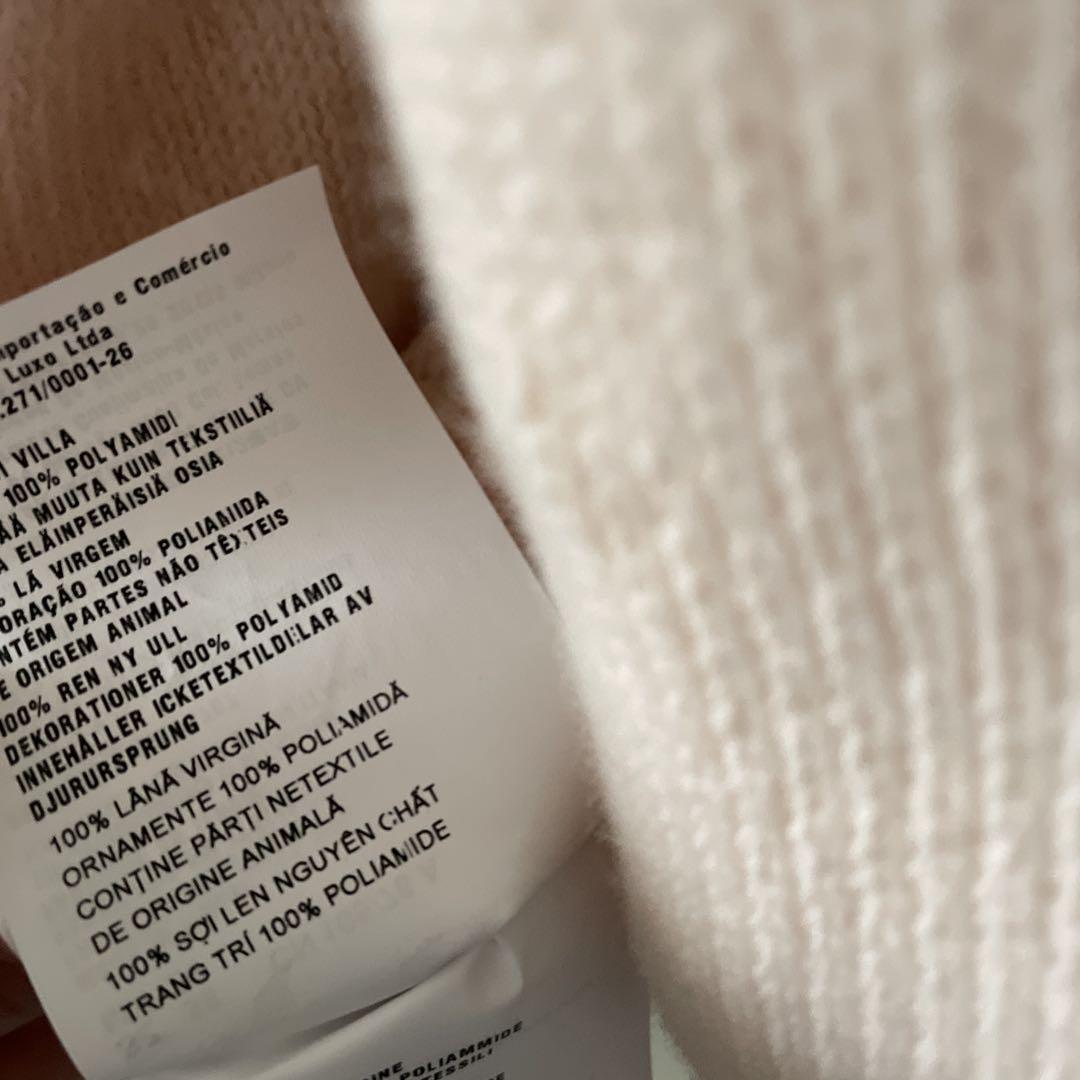 portação e Comércio
Luxo Ltda
.271/0001-26
VILLA
100% POLYAMIDI
MUUTA KUIN TEKSTIILIÄ
ELÄINPERÄISIÄ OSIA
% LÃ VIRGEM
ORAÇÃO 100% POLIAMIDA
NTÉM PARTES NÃO TÊXTEIS
E ORIGEM ANIMAL
100% REN NY ULL
DEKORATIONER 100% POLYAMID
INNEHÅLLER ICKETEXTILDELAR AV
DJURURSPRUNG
100% LÂNĂ VIRGINĂ
ORNAMENTE 100% POLIAMIDĂ
CONȚINE PĂRȚI NETEXTILE
DE ORIGINE ANIMALĂ
100% SỢI LEN NGUYÊN CHẤT
TRANG TRÍ 100% POLIAMIDE
INE
POLIAMMIDE
TESSILI